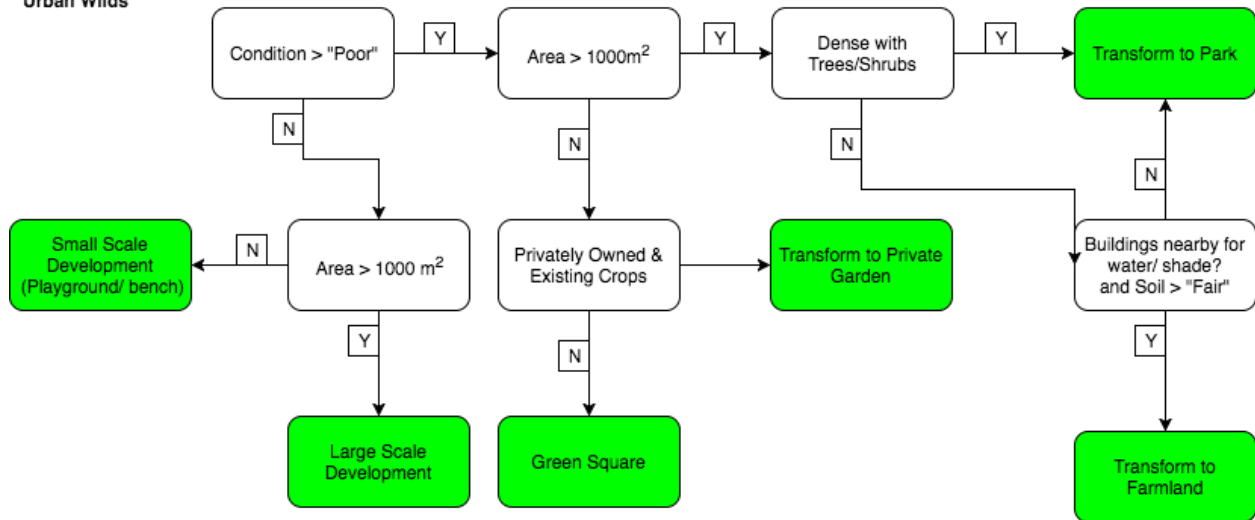 Urban Wilds
Condition > "Poor"
Y
Area > 1000m²
Y
Dense with
Trees/Shrubs
Y
Transform to Park
N
N
N
N
Small Scale
Development
(Playground/ bench)
N
Area > 1000 m²
Privately Owned &
Existing Crops
Transform to Private
Garden
Buildings nearby for
water/ shade?
and Soil > "Fair"
Y
N
Y
Large Scale
Development
Green Square
Transform to
Farmland